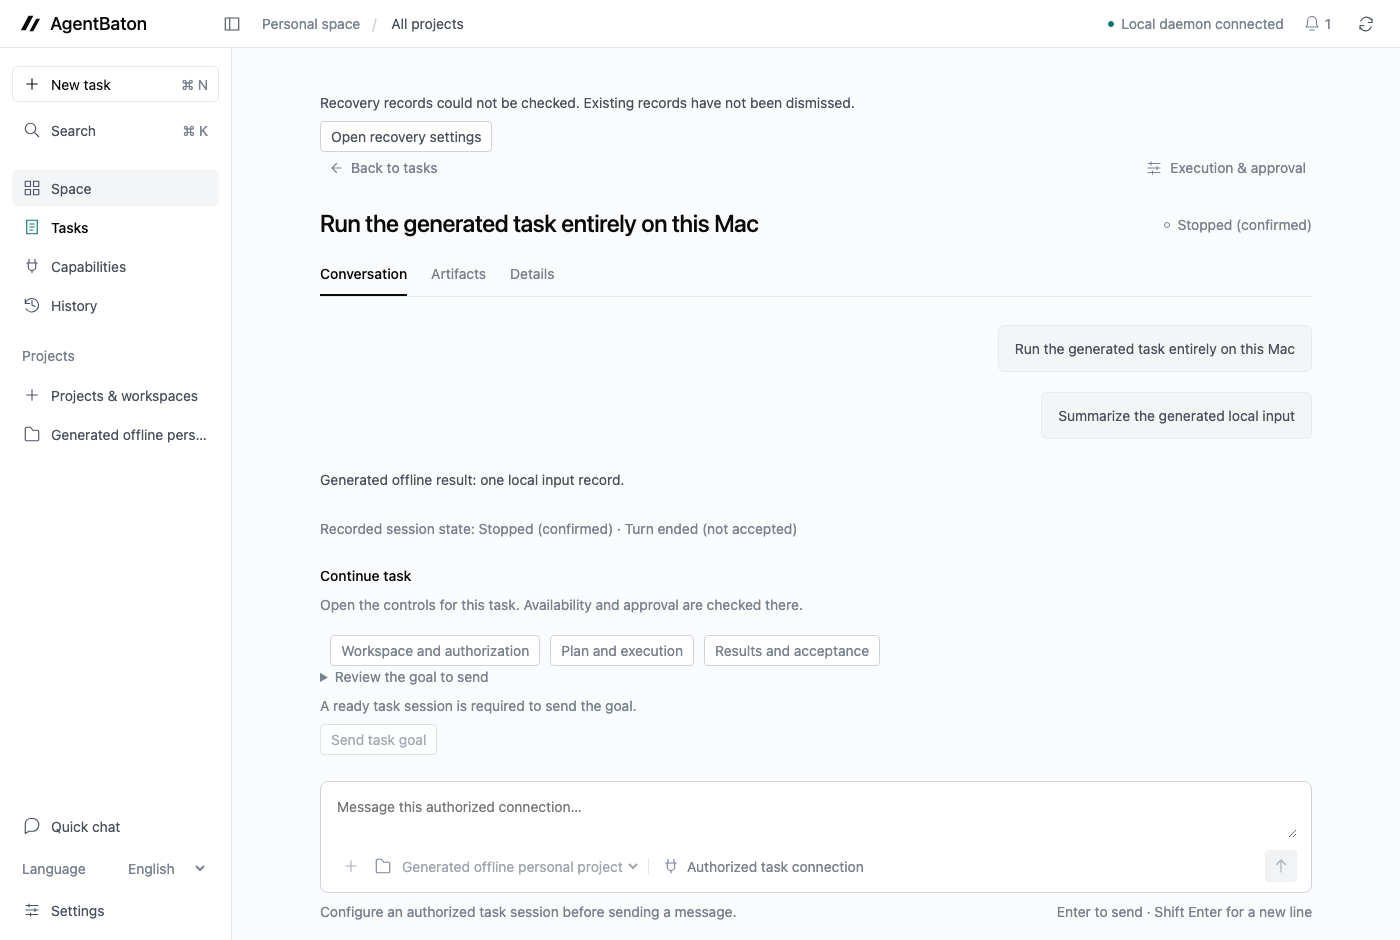 AgentBaton
Personal space / All projects
Local daemon connected
1
New task ⌘ N
Search ⌘ K
Space
Tasks
Capabilities
History
Projects
Projects & workspaces
Generated offline pers...
Quick chat
Language English
Settings
Recovery records could not be checked. Existing records have not been dismissed.
Open recovery settings
Back to tasks
Execution & approval
Run the generated task entirely on this Mac
Stopped (confirmed)
Conversation Artifacts Details
Run the generated task entirely on this Mac
Summarize the generated local input
Generated offline result: one local input record.
Recorded session state: Stopped (confirmed) · Turn ended (not accepted)
Continue task
Open the controls for this task. Availability and approval are checked there.
Workspace and authorization Plan and execution Results and acceptance
Review the goal to send
A ready task session is required to send the goal.
Send task goal
Message this authorized connection...
Generated offline personal project Authorized task connection
Configure an authorized task session before sending a message.
Enter to send · Shift Enter for a new line